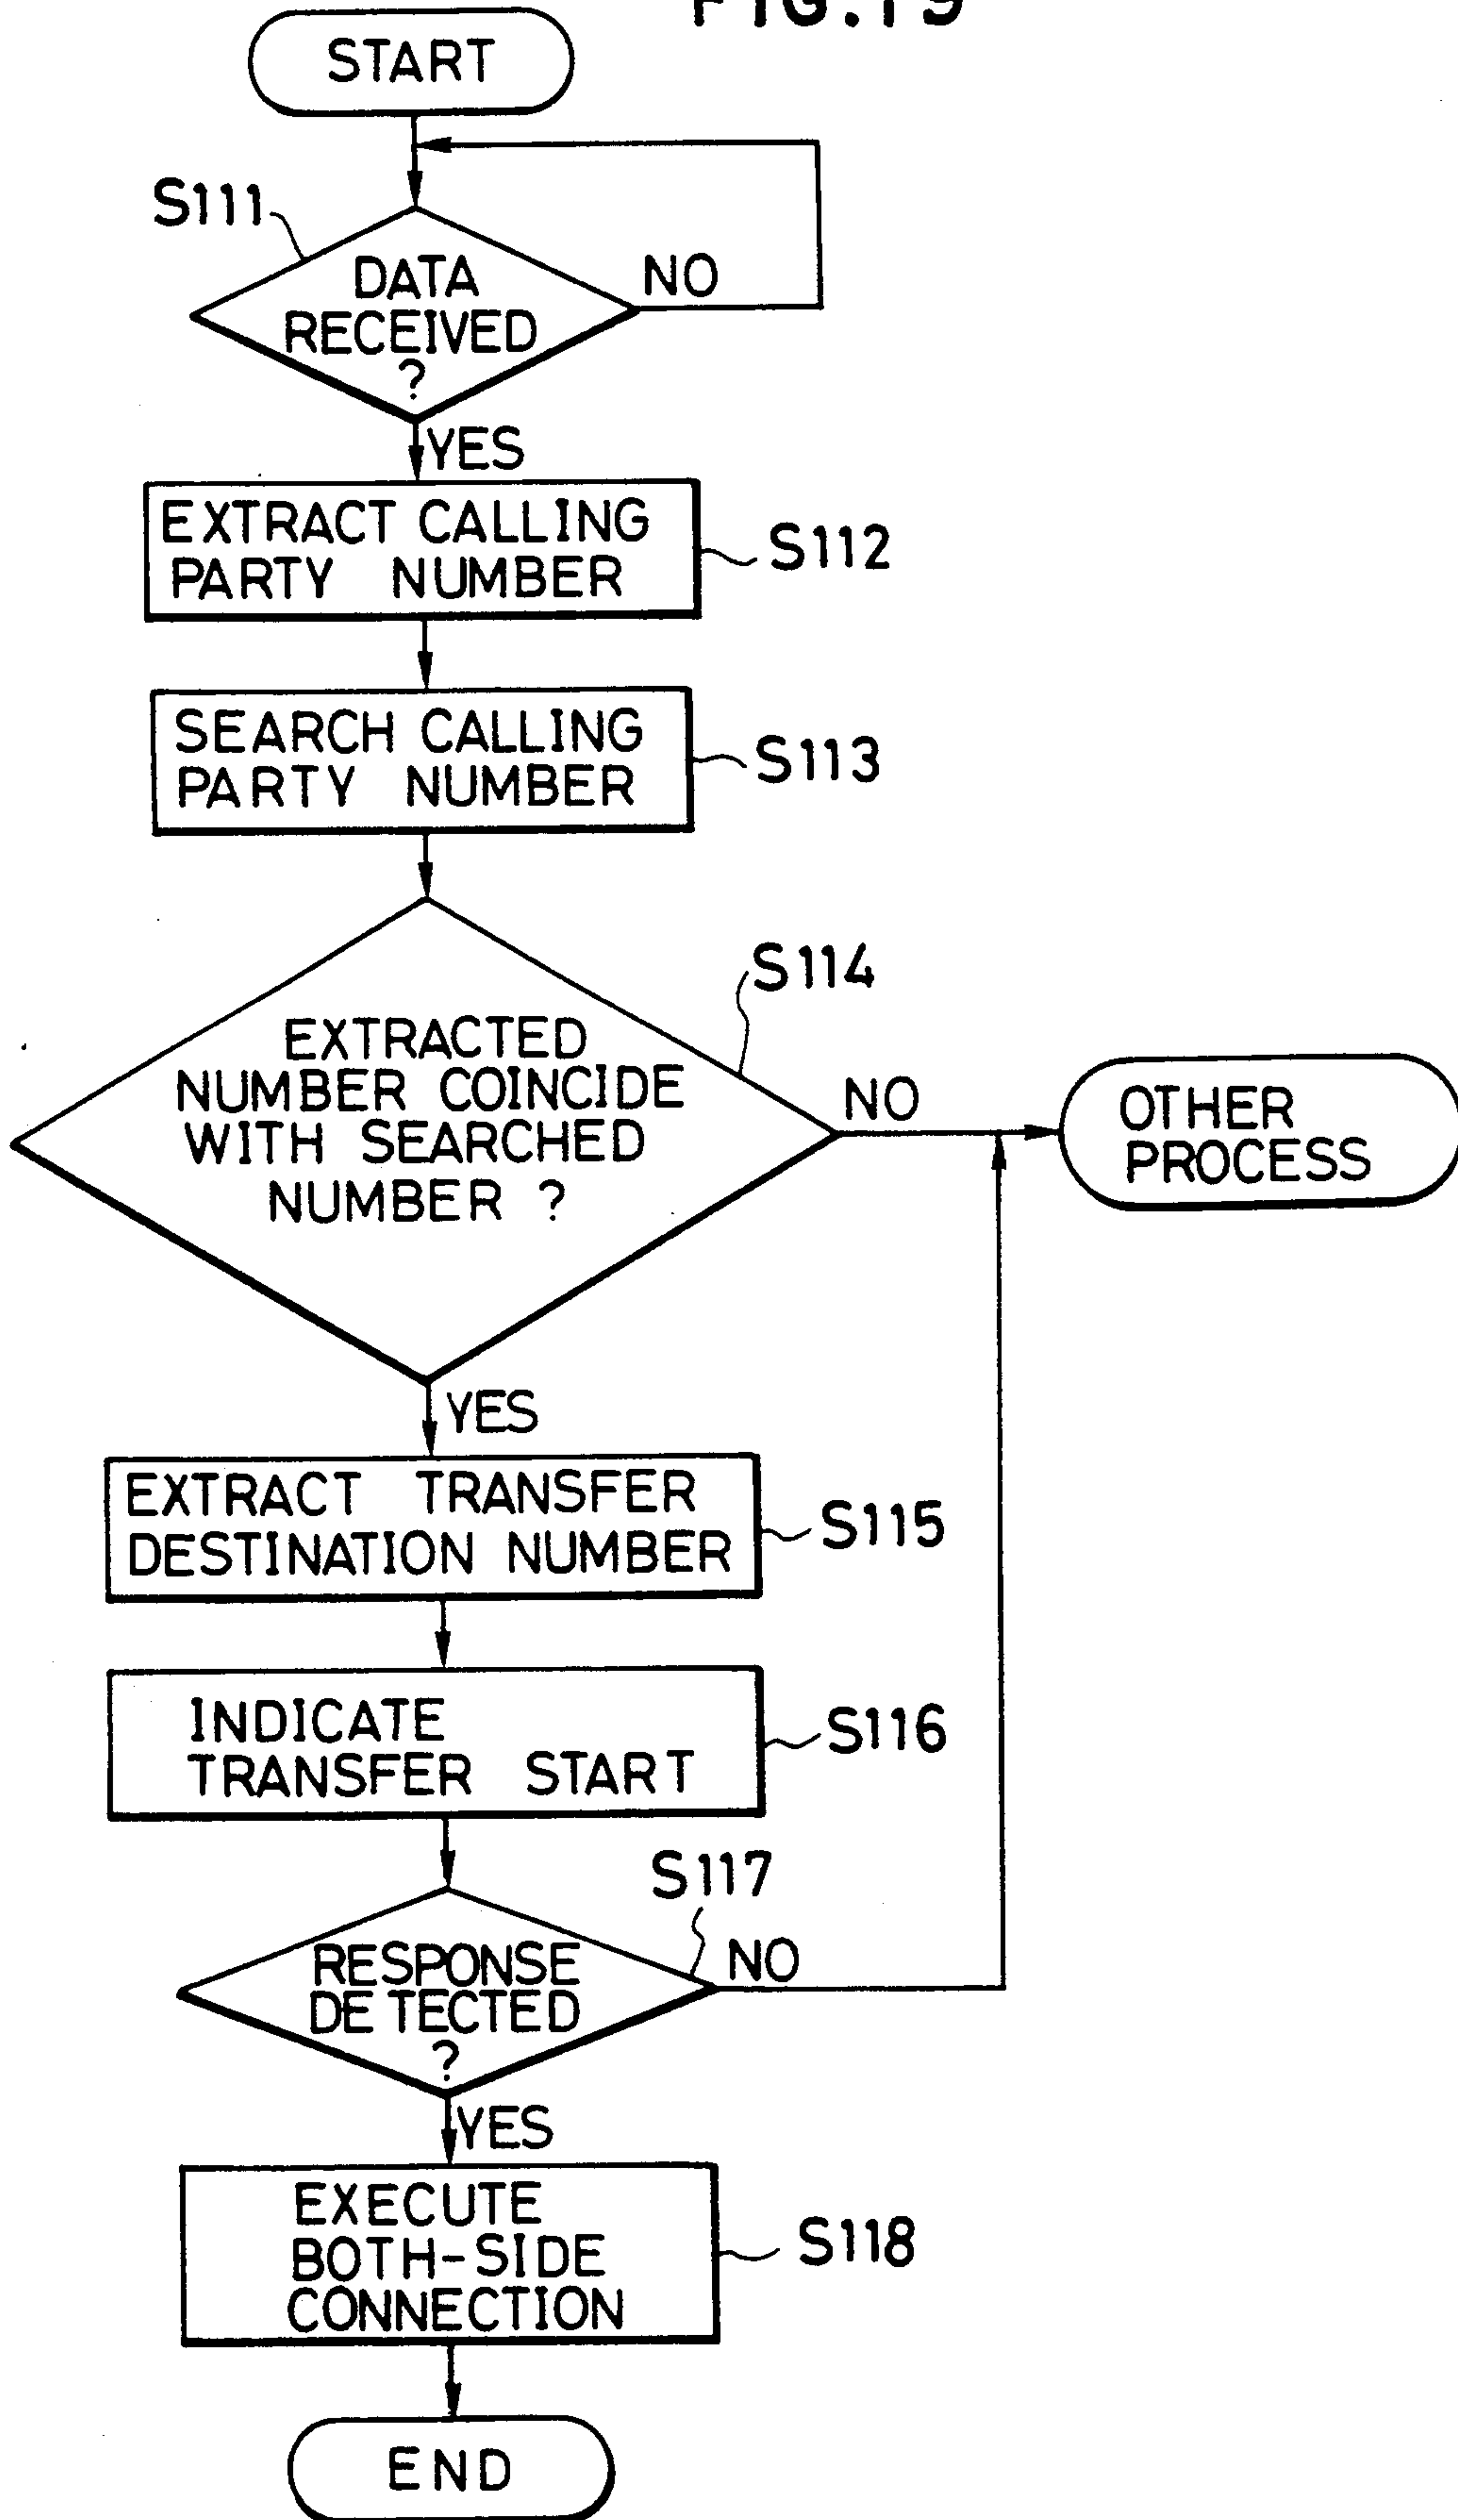 START
S111
DATA
RECEIVED
?
NO
YES
EXTRACT CALLING
PARTY NUMBER
S112
SEARCH CALLING
PARTY NUMBER
S113
S114
EXTRACTED
NUMBER COINCIDE
WITH SEARCHED
NUMBER ?
NO
OTHER
PROCESS
YES
EXTRACT TRANSFER
DESTINATION NUMBER
S115
INDICATE
TRANSFER START
S116
S117
RESPONSE
DETECTED
?
NO
YES
EXECUTE
BOTH-SIDE
CONNECTION
S118
END